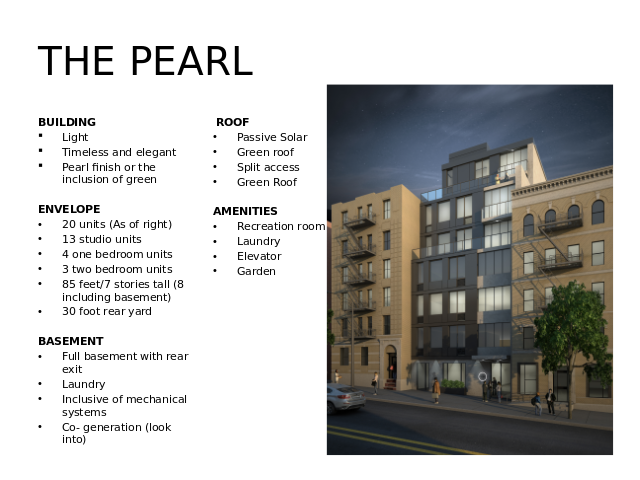 THE PEARL
BUILDING
▪ Light
▪ Timeless and elegant
▪ Pearl finish or the
inclusion of green
ENVELOPE
• 20 units (As of right)
• 13 studio units
• 4 one bedroom units
• 3 two bedroom units
• 85 feet/7 stories tall (8
including basement)
• 30 foot rear yard
BASEMENT
• Full basement with rear
exit
• Laundry
• Inclusive of mechanical
systems
• Co- generation (look
into)
ROOF
• Passive Solar
• Green roof
• Split access
• Green Roof
AMENITIES
• Recreation room
• Laundry
• Elevator
• Garden